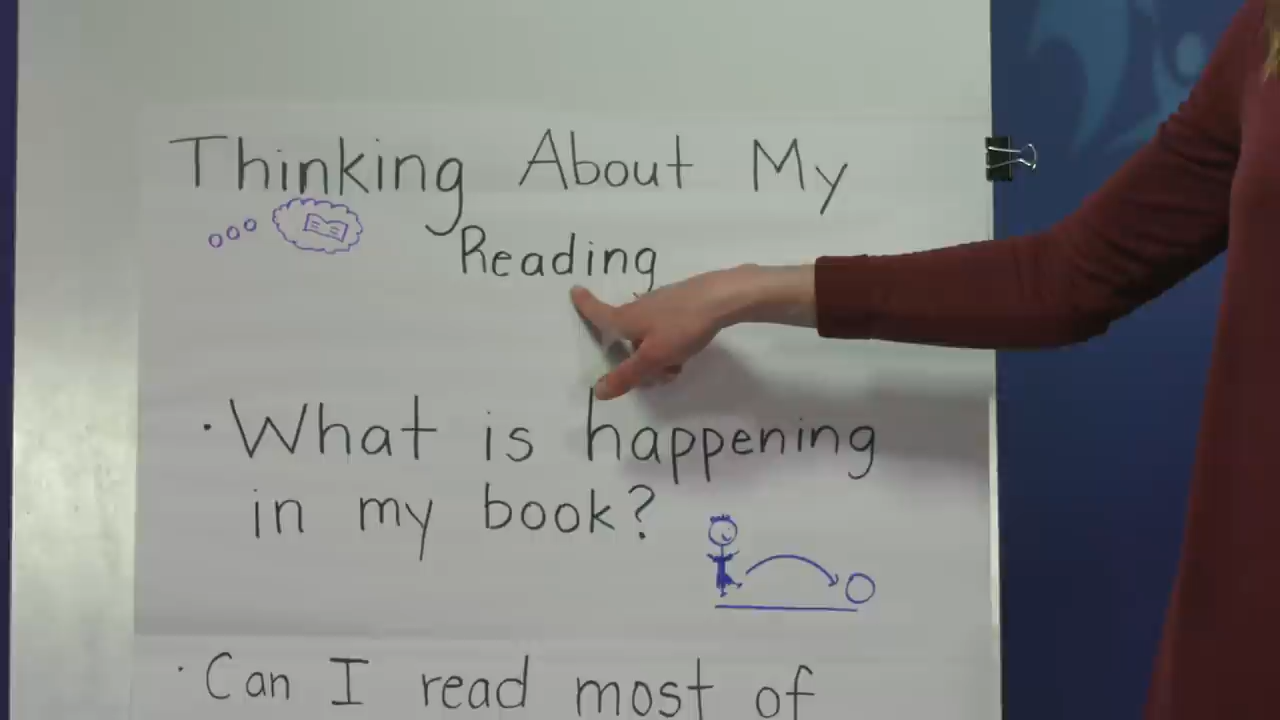 Thinking About My
Reading
· What is happening
in my book?
· Can I read most of